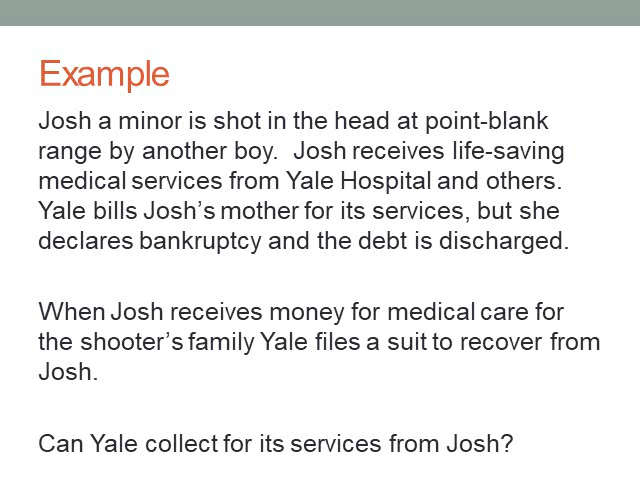 Example
Josh a minor is shot in the head at point-blank
range by another boy.  Josh receives life-saving
medical services from Yale Hospital and others.
Yale bills Josh’s mother for its services, but she
declares bankruptcy and the debt is discharged.
When Josh receives money for medical care for
the shooter’s family Yale files a suit to recover from
Josh.
Can Yale collect for its services from Josh?